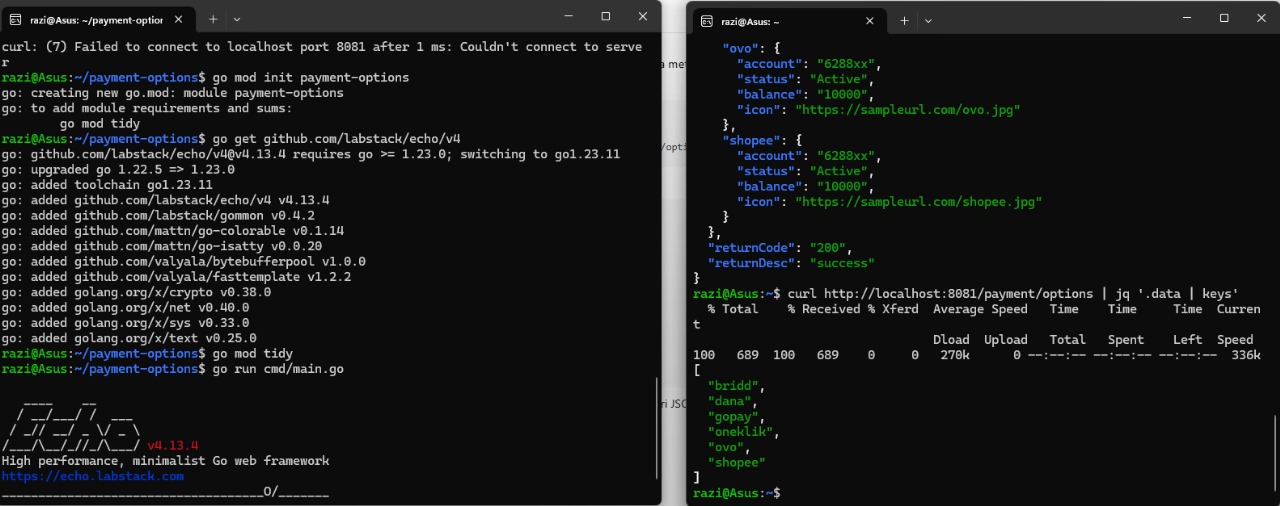 razi@Asus: ~/payment-option
curl: (7) Failed to connect to localhost port 8081 after 1 ms: Couldn't connect to serve
r
razi@Asus:~/payment-options$ go mod init payment-options
go: creating new go.mod: module payment-options
go: to add module requirements and sums:
        go mod tidy
razi@Asus:~/payment-options$ go get github.com/labstack/echo/v4
go: github.com/labstack/echo/v4@v4.13.4 requires go >= 1.23.0; switching to go1.23.11
go: upgraded go 1.22.5 => 1.23.0
go: added toolchain go1.23.11
go: added github.com/labstack/echo/v4 v4.13.4
go: added github.com/labstack/gommon v0.4.2
go: added github.com/mattn/go-colorable v0.1.14
go: added github.com/mattn/go-isatty v0.0.20
go: added github.com/valyala/bytebufferpool v1.0.0
go: added github.com/valyala/fasttemplate v1.2.2
go: added golang.org/x/crypto v0.38.0
go: added golang.org/x/net v0.40.0
go: added golang.org/x/sys v0.33.0
go: added golang.org/x/text v0.25.0
razi@Asus:~/payment-options$ go mod tidy
razi@Asus:~/payment-options$ go run cmd/main.go
   ____    __
  / __/___/ /  ___
 / _// __/ _ \/ _ \
/___/\__/_//_/\___/ v4.13.4
High performance, minimalist Go web framework
https://echo.labstack.com
____________________________________O/_______
a met
/opti
ri JSO
razi@Asus: ~
    "ovo": {
      "account": "6288xx",
      "status": "Active",
      "balance": "10000",
      "icon": "https://sampleurl.com/ovo.jpg"
    },
    "shopee": {
      "account": "6288xx",
      "status": "Active",
      "balance": "10000",
      "icon": "https://sampleurl.com/shopee.jpg"
    }
  },
  "returnCode": "200",
  "returnDesc": "success"
}
razi@Asus:~$ curl http://localhost:8081/payment/options | jq '.data | keys'
  % Total    % Received % Xferd  Average Speed   Time    Time     Time  Curren
t
                                 Dload  Upload   Total   Spent    Left  Speed
100   689  100   689    0     0   270k      0 --:--:-- --:--:-- --:--:--  336k
[
  "bridd",
  "dana",
  "gopay",
  "oneklik",
  "ovo",
  "shopee"
]
razi@Asus:~$